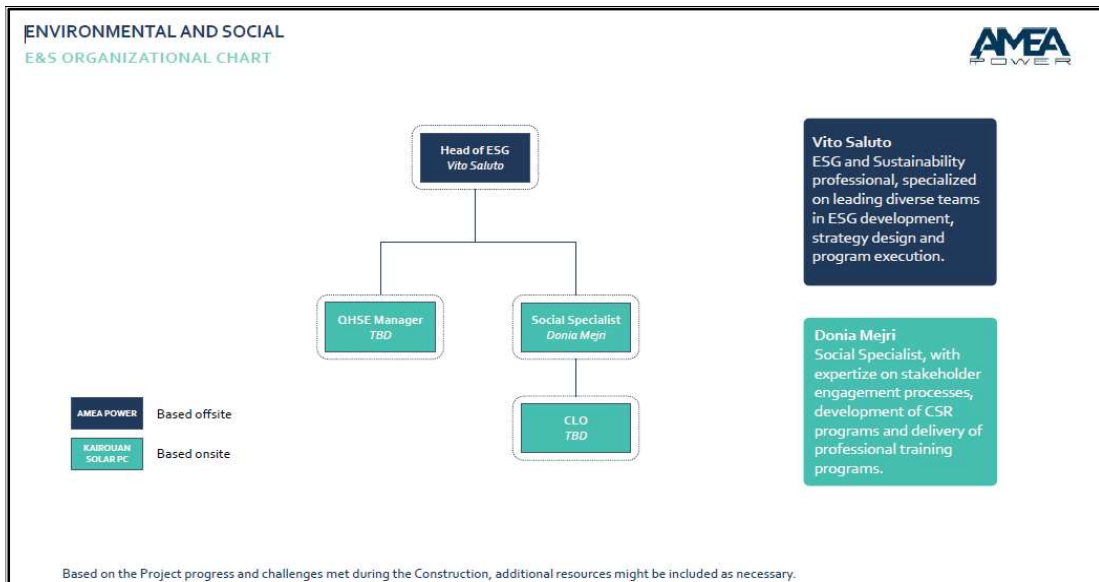 ENVIRONMENTAL AND SOCIAL
E&S ORGANIZATIONAL CHART
AMEA
POWER
Head of ESG
Vito Saluto
QHSE Manager
TBD
Social Specialist
Donia Mejri
CLO
TBD
AMEA POWER
Based offsite
KAIROUAN
SOLAR PC
Based onsite
Vito Saluto
ESG and Sustainability
professional, specialized
on leading diverse teams
in ESG development,
strategy design and
program execution.
Donia Mejri
Social Specialist, with
expertize on stakeholder
engagement processes,
development of CSR
programs and delivery of
professional training
programs.
Based on the Project progress and challenges met during the Construction, additional resources might be included as necessary.